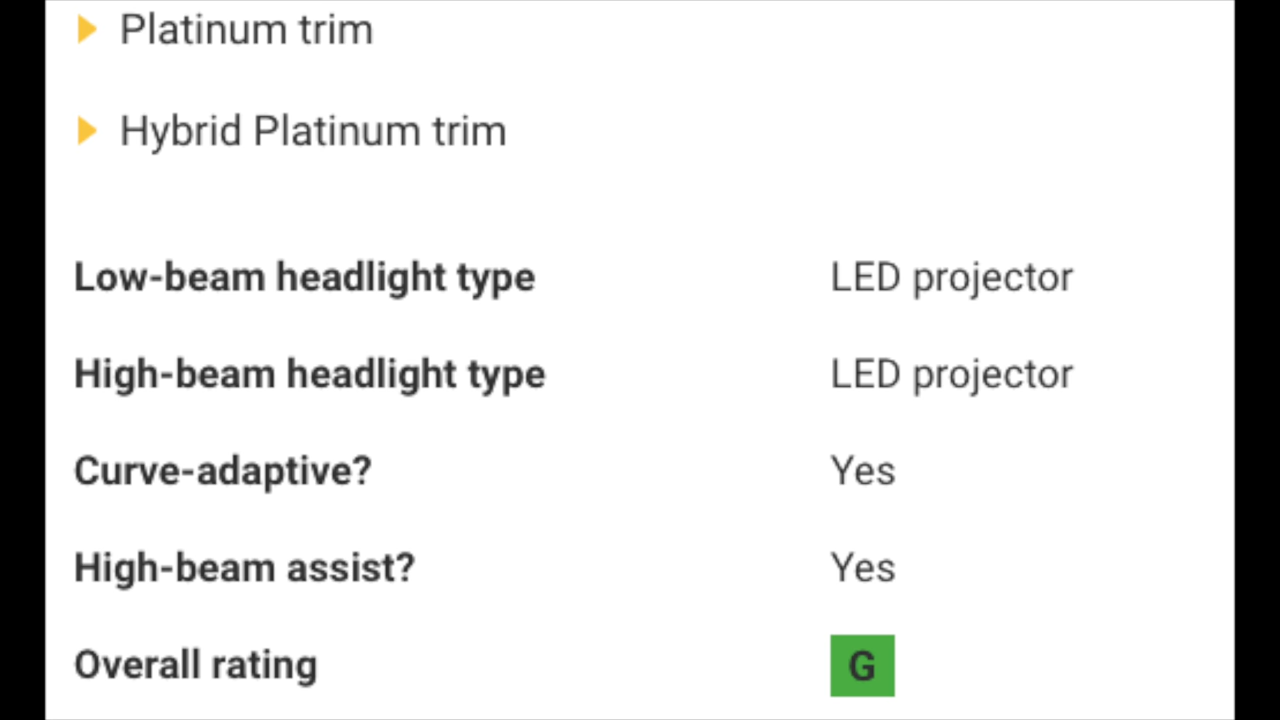 Platinum trim
Hybrid Platinum trim
Low-beam headlight type LED projector
High-beam headlight type LED projector
Curve-adaptive? Yes
High-beam assist? Yes
Overall rating G